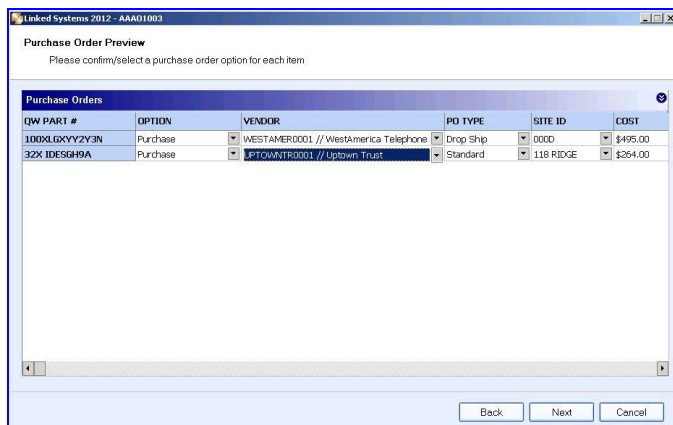 Linked Systems 2012 - AAAO1003
Purchase Order Preview
Please confirm/select a purchase order option for each item
Purchase Orders
QW PART # OPTION VENDOR PO TYPE SITE ID COST
100XLGXYY2Y3N Purchase WESTAMER0001 // WestAmerica Telephone Drop Ship 000D $495.00
32X IDESGH9A Purchase UPTOWNTR0001 // Uptown Trust Standard 118 RIDGE $264.00
Back Next Cancel